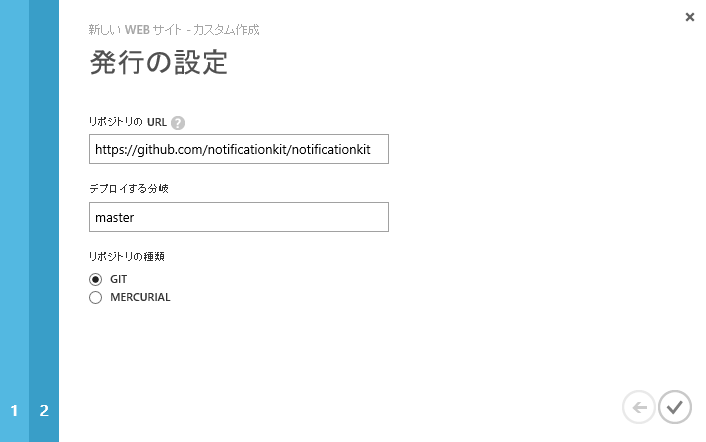 新しい WEB サイト - カスタム作成
発行の設定
リポジトリの URL ?
https://github.com/notificationkit/notificationkit
デプロイする分岐
master
リポジトリの種類
GIT
MERCURIAL
1 2